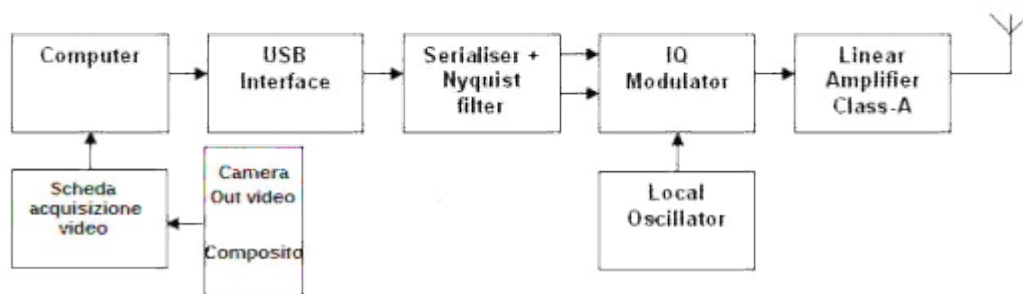 Computer
USB
Interface
Serialiser +
Nyquist
filter
IQ
Modulator
Linear
Amplifier
Class-A
Scheda
acquisizione
video
Camera
Out video
Composito
Local
Oscillator